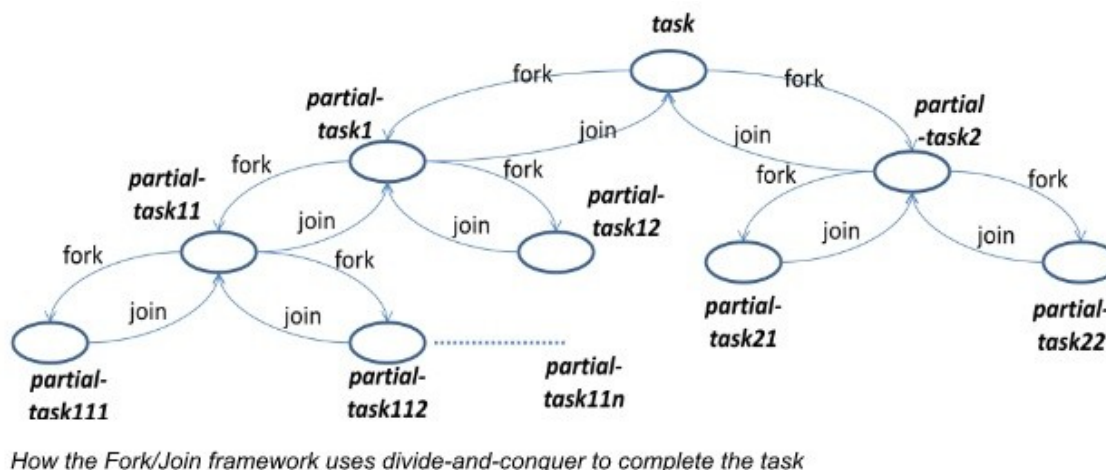 task
fork
fork
partial-
task1
partial
-task2
join
join
fork
fork
fork
fork
partial-
task11
partial-
task12
join
join
join
join
fork
fork
partial-
task21
partial-
task22
join
join
partial-
task111
partial-
task112
partial-
task11n
How the Fork/Join framework uses divide-and-conquer to complete the task